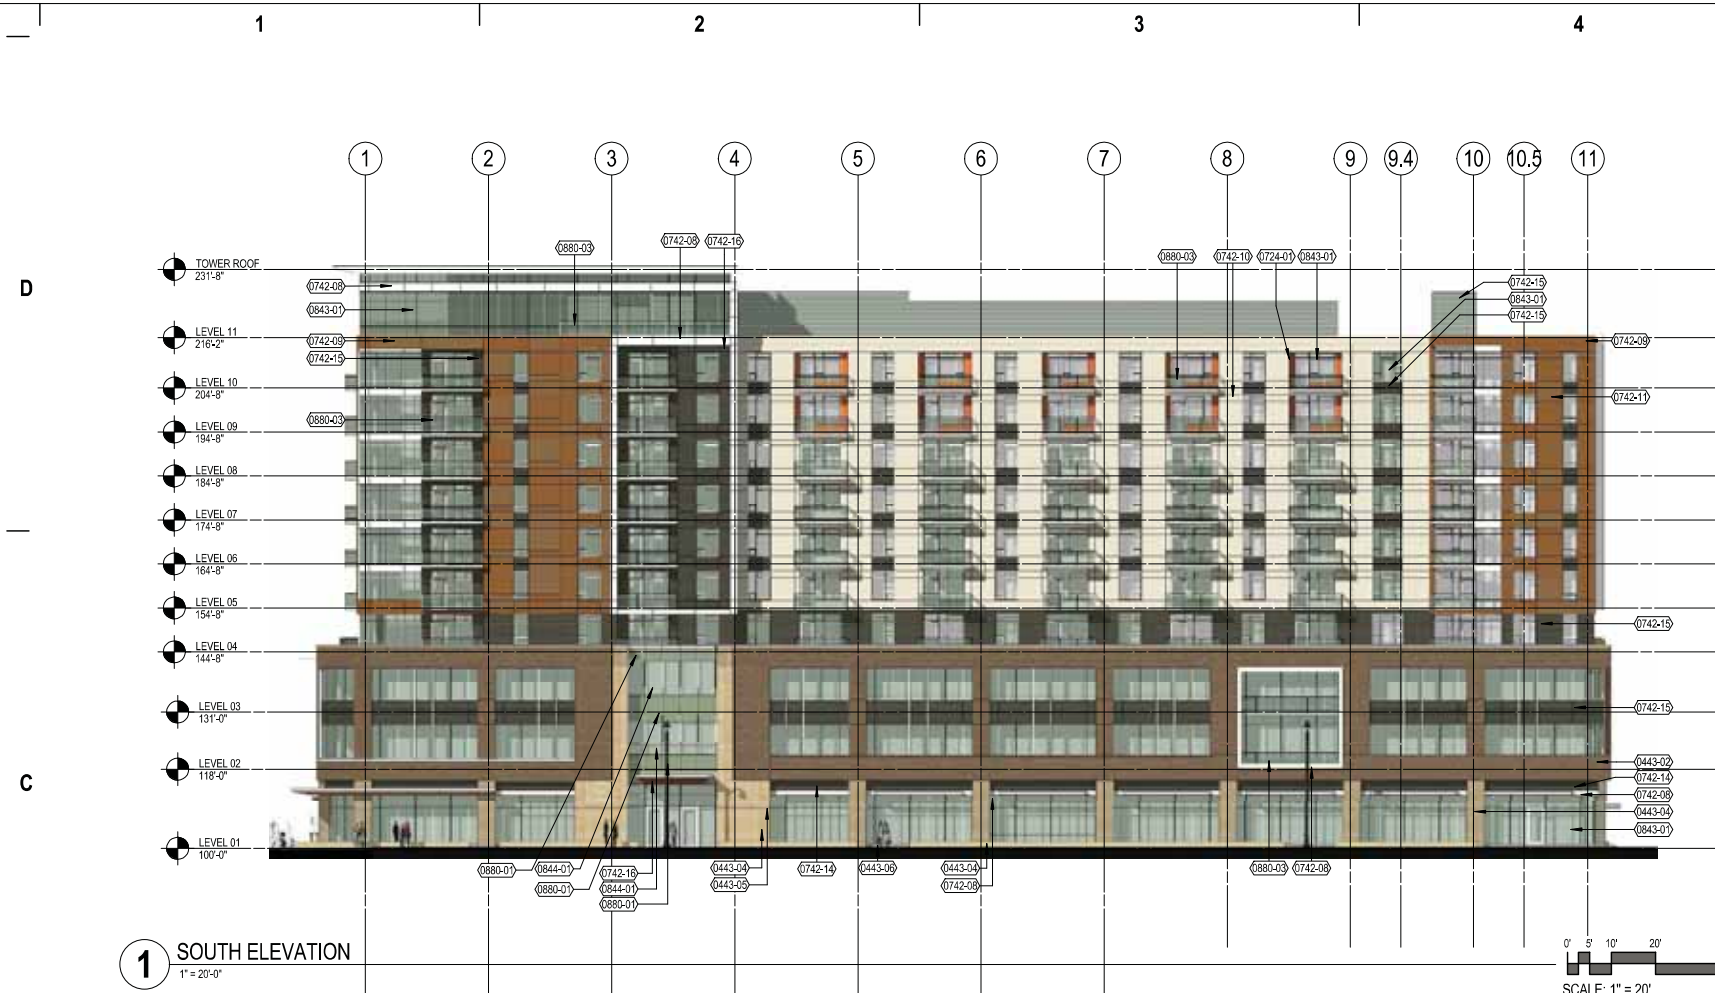 1 2 3 4
1 2 3 4 5 6 7 8 9 9.4 10 10.5 11
0880-03 0742-08 0742-16 0880-03 0742-10 0724-01 0843-01
D
TOWER ROOF
231'-8"
0742-08
0843-01
0742-15
0843-01
0742-15
LEVEL 11
216'-2"
0742-09
0742-15
0742-09
LEVEL 10
204'-8"
0742-11
0880-03
LEVEL 09
194'-8"
LEVEL 08
184'-8"
LEVEL 07
174'-8"
LEVEL 06
164'-8"
LEVEL 05
154'-8"
0742-15
LEVEL 04
144'-8"
LEVEL 03
131'-0"
0742-15
LEVEL 02
118'-0"
0443-02
C
0742-14
0742-08
0443-04
0843-01
LEVEL 01
100'-0"
0880-01 0844-01 0742-16 0443-04 0742-14 0443-06 0443-04 0880-03 0742-08
0880-01 0844-01 0443-05 0742-08
0880-01
1 SOUTH ELEVATION
1" = 20'-0"
0' 5' 10' 20'
SCALE: 1" = 20'